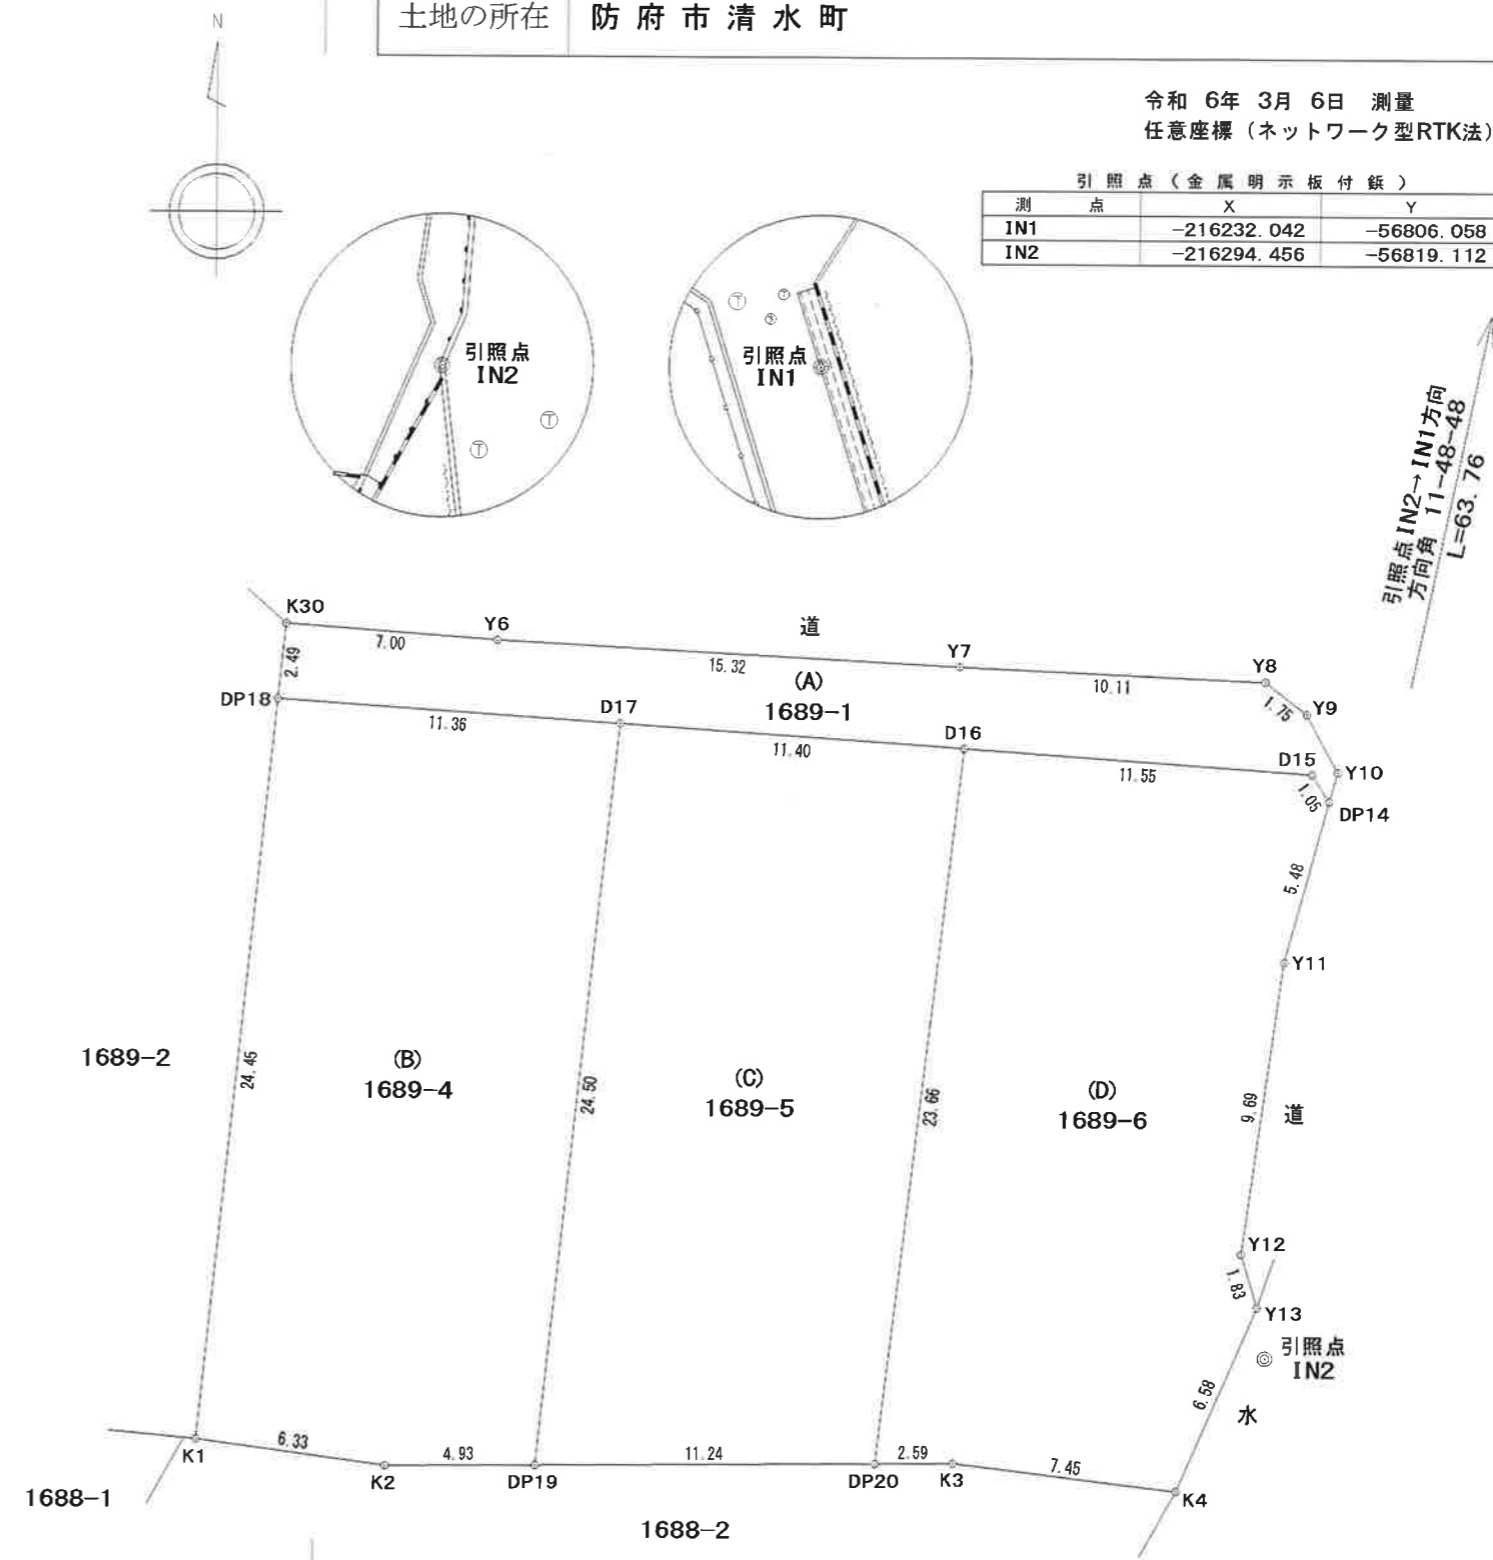 土地の所在 防府市清水町
N
令和 6年 3月 6日 測量
任意座標（ネットワーク型RTK法）
引照点（金属明示板付鋲）
測点 X Y
IN1 -216232.042 -56806.058
IN2 -216294.456 -56819.112
引照点
IN2
Ⓣ
Ⓣ
引照点
IN1
Ⓣ
Ⓣ
引照点IN2→IN1方向
方向角 11-48-48
L=63.76
K30
7.00
Y6
15.32
道
Y7
10.11
Y8
1.75
Y9
2.49
(A)
1689-1
DP18
11.36
D17
11.40
D16
11.55
D15
Y10
1.05
DP14
5.48
Y11
1689-2
24.45
(B)
1689-4
24.50
(C)
1689-5
23.66
(D)
1689-6
9.69
道
Y12
1.83
Y13
引照点
IN2
6.58
水
K1
6.33
K2
4.93
DP19
11.24
DP20
2.59
K3
7.45
K4
1688-1
1688-2